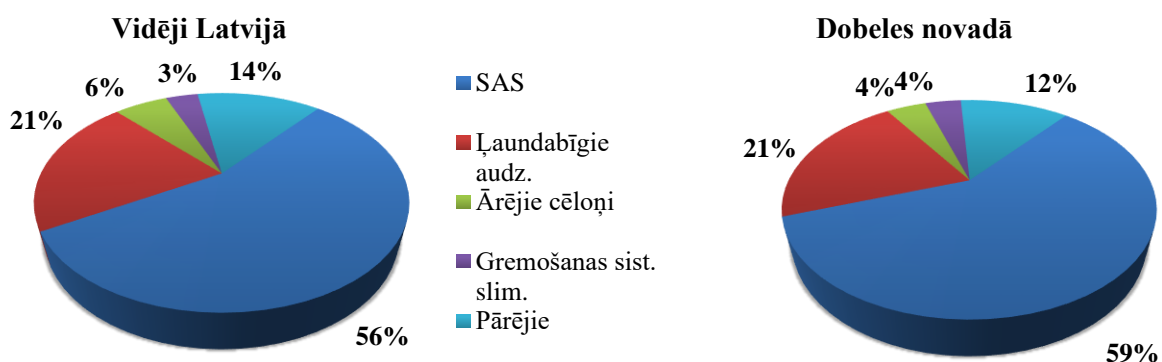 Vidēji Latvijā
6%
3%
14%
21%
56%
SAS
Ļaundabīgie
audz.
Ārējie cēloņi
Gremošanas sist.
slim.
Pārējie
Dobeles novadā
4%
4%
12%
21%
59%